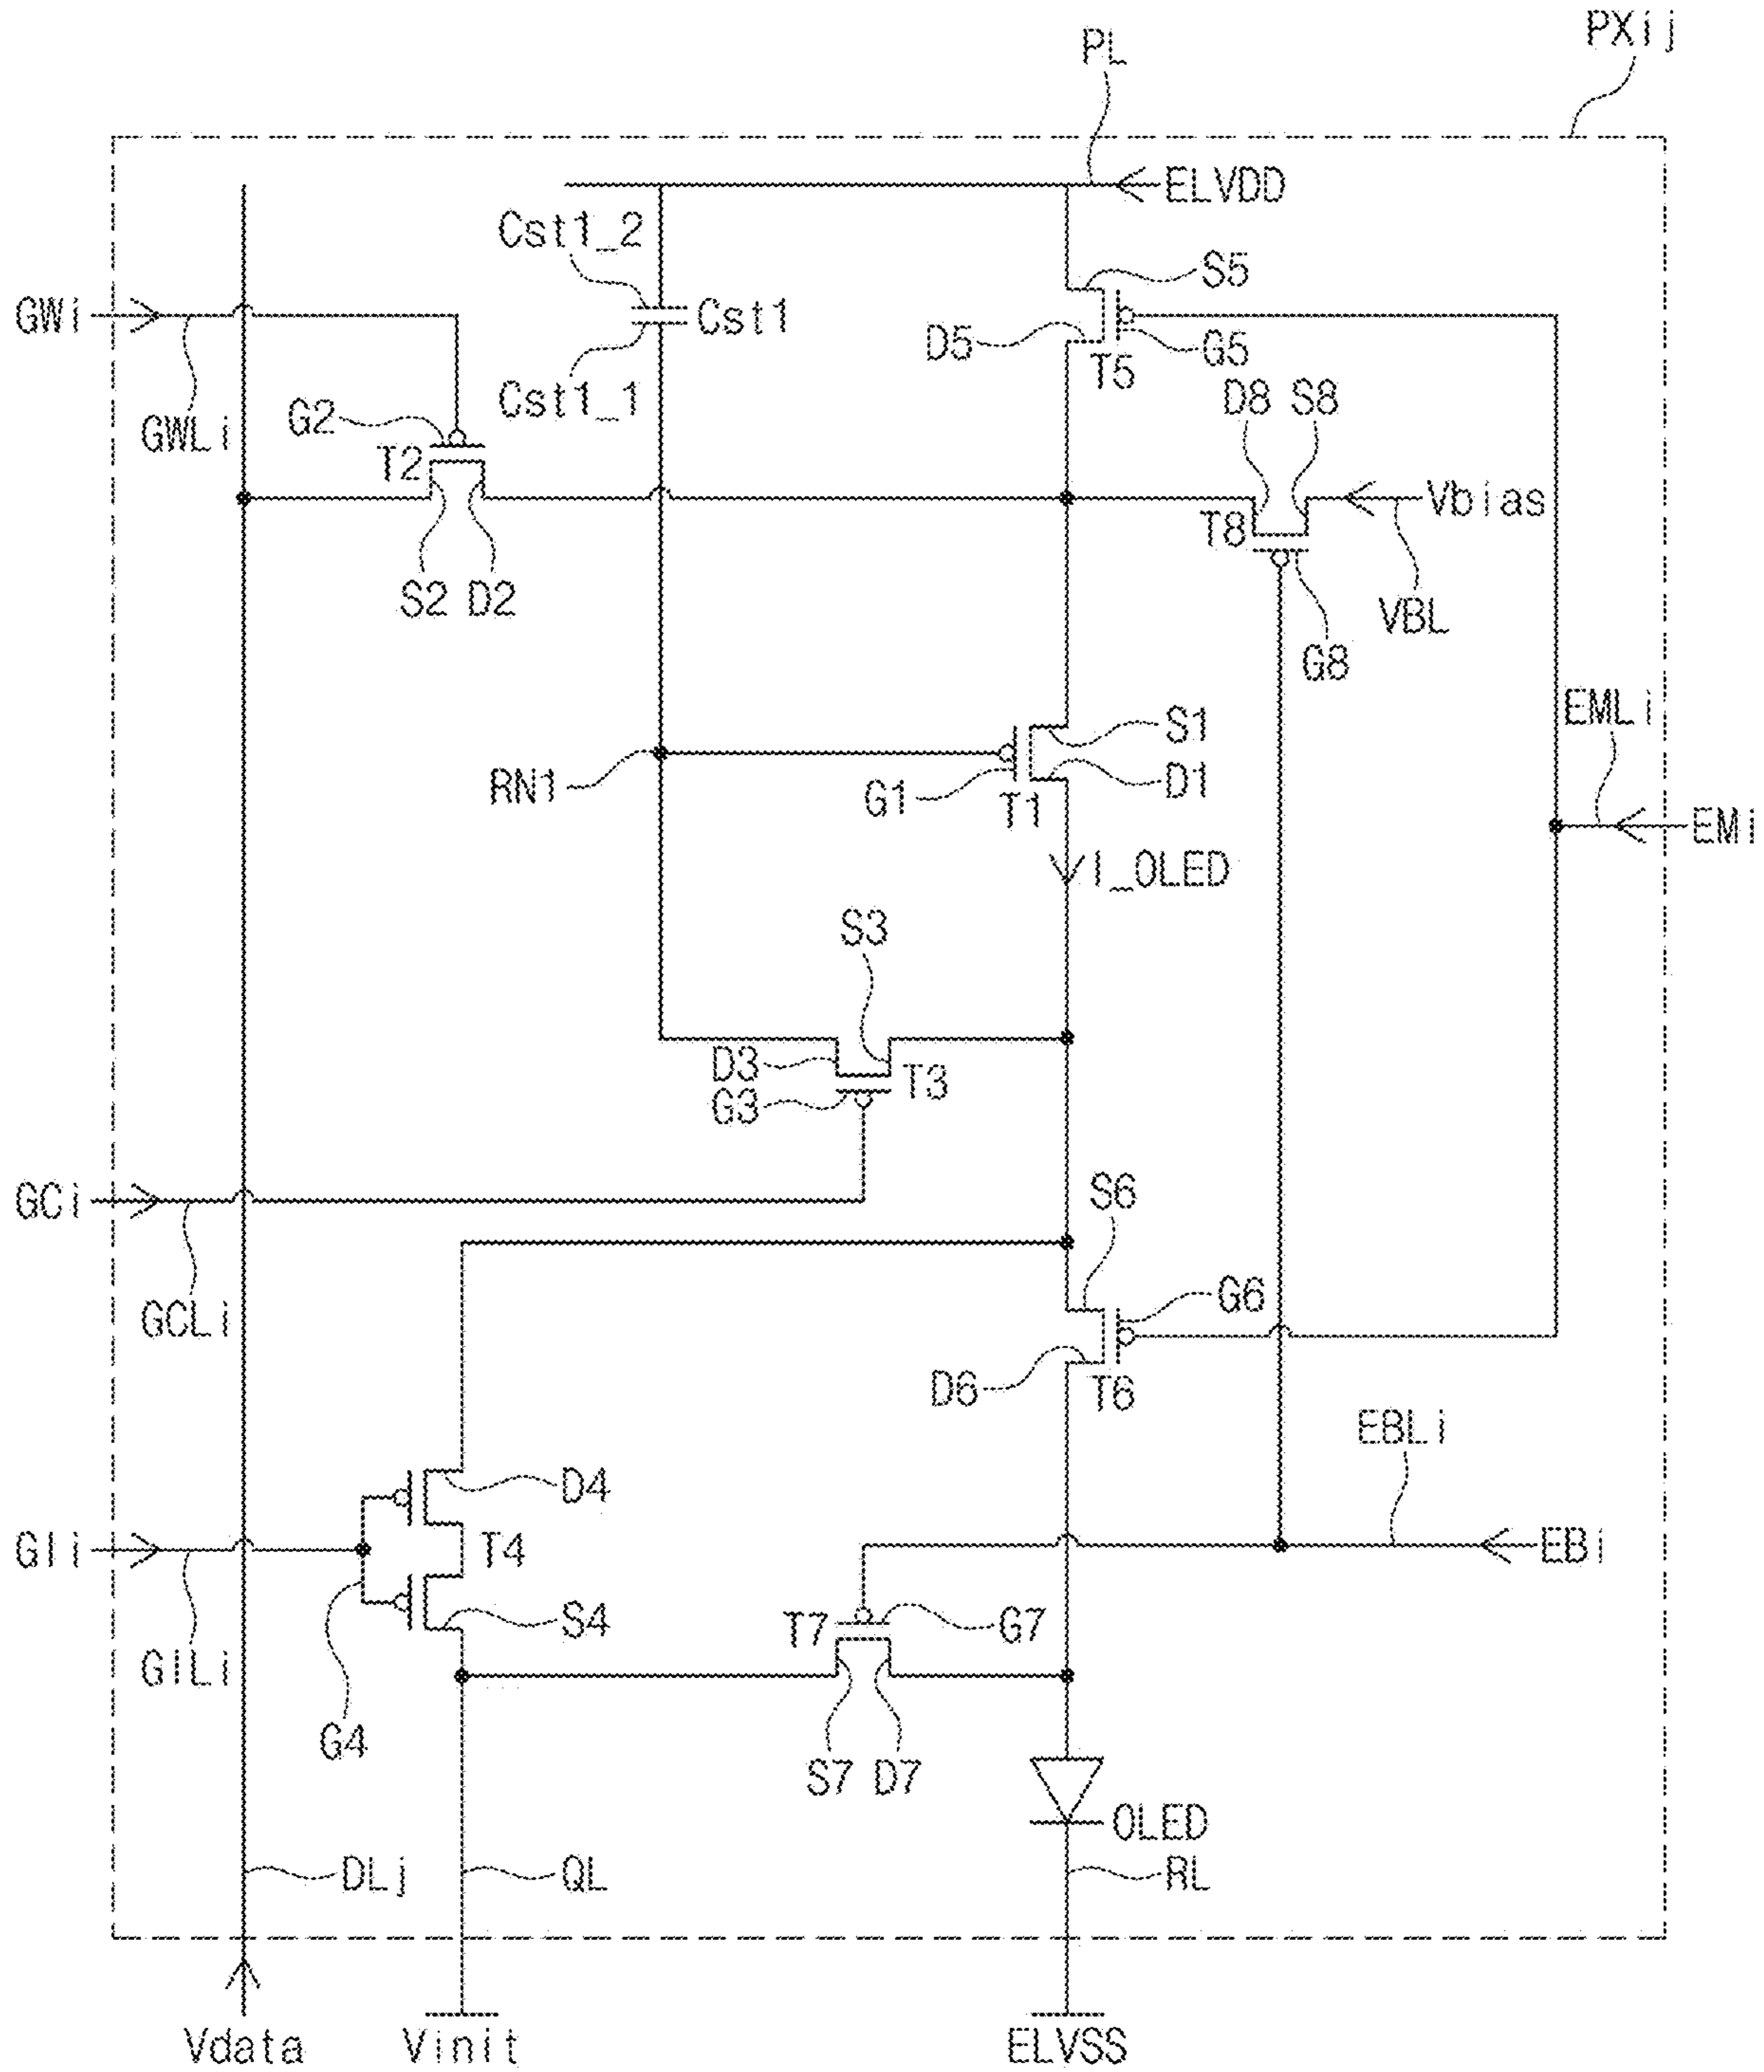 PXij
PL
ELVDD
Cst1_2
S5
GWi
Cst1
D5
G5
T5
Cst1_1
D8 S8
G2
GWLi
T2
Vbias
T8
S2 D2
VBL
G8
EMLi
S1
RN1
D1
G1
T1
EMi
I_OLED
S3
D3
T3
G3
GCi
S6
G6
GCLi
D6
T6
EBLi
D4
GIi
T4
EBi
S4
T7
G7
GILi
G4
S7 D7
OLED
DLj
QL
RL
Vdata
Vinit
ELVSS